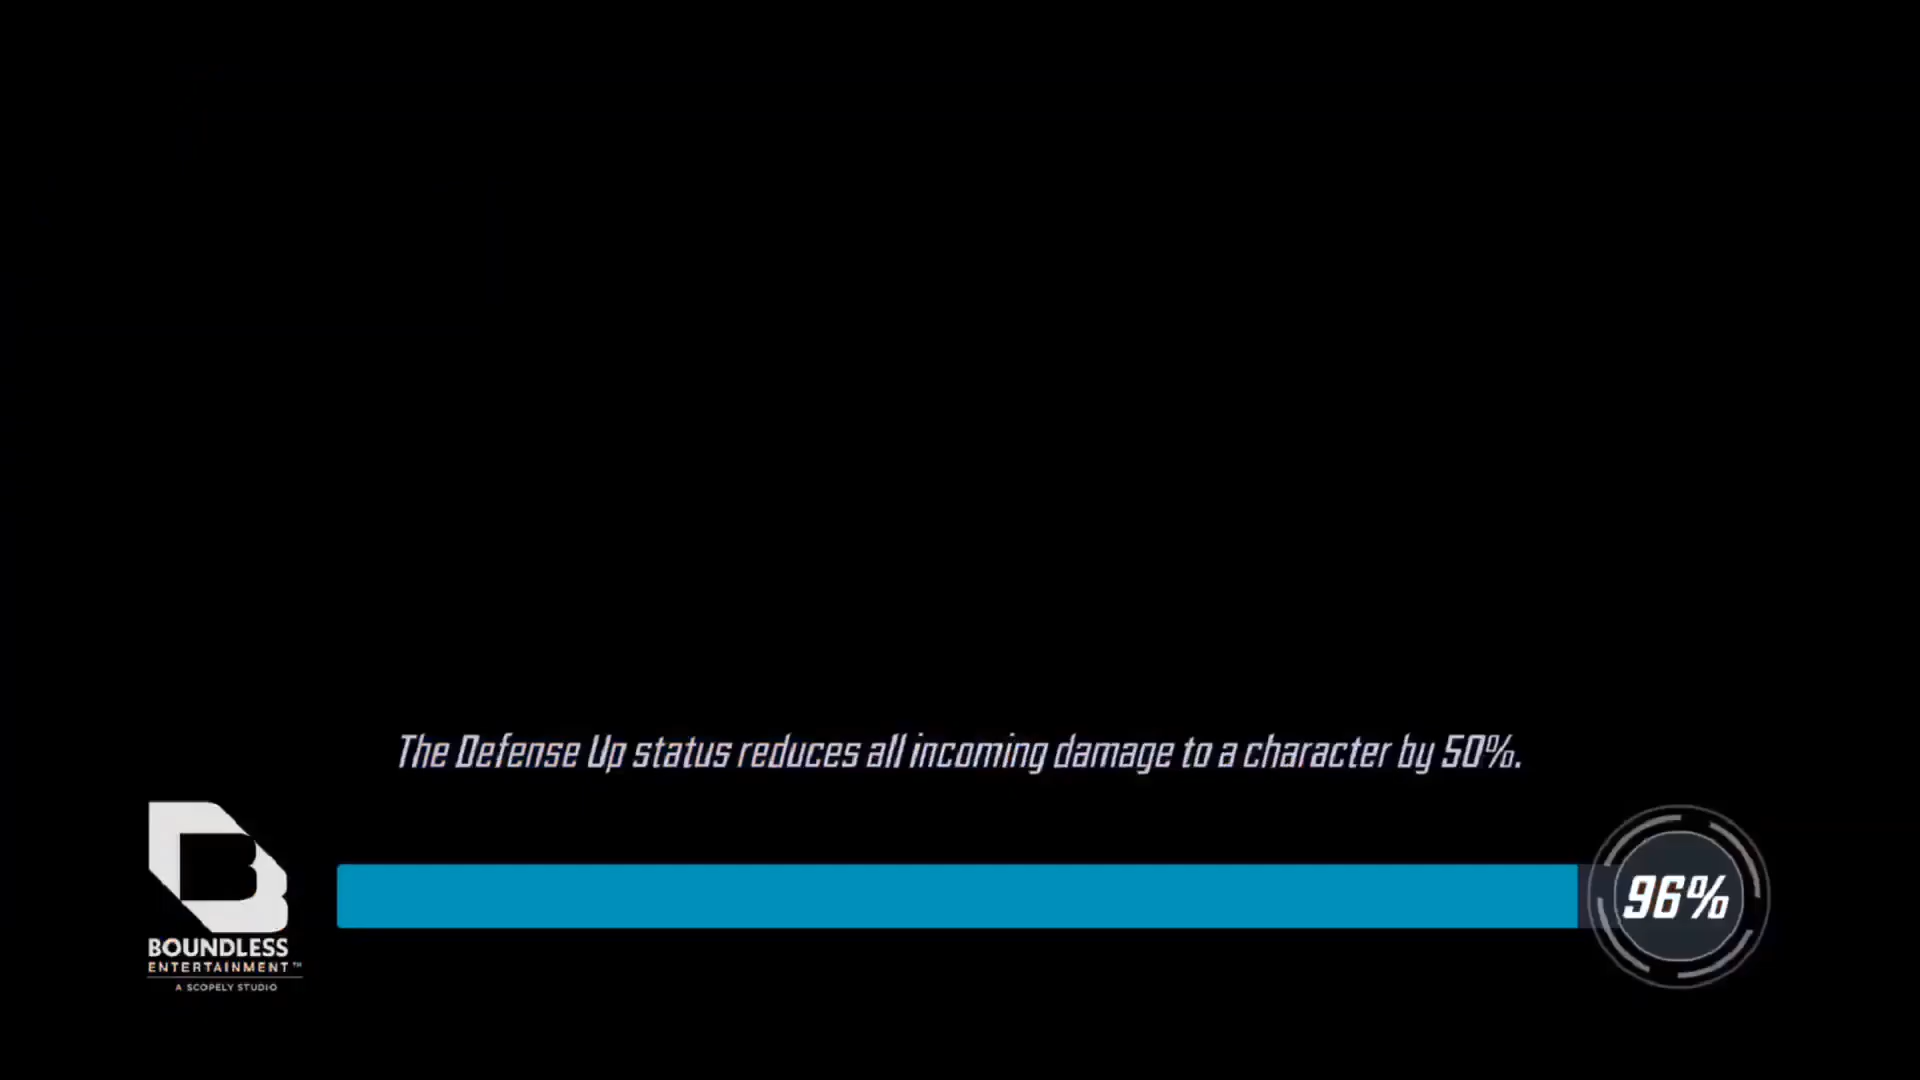 The Defense Up status reduces all incoming damage to a character by 50%.
96%
BOUNDLESS
ENTERTAINMENT™
A SCOPELY STUDIO